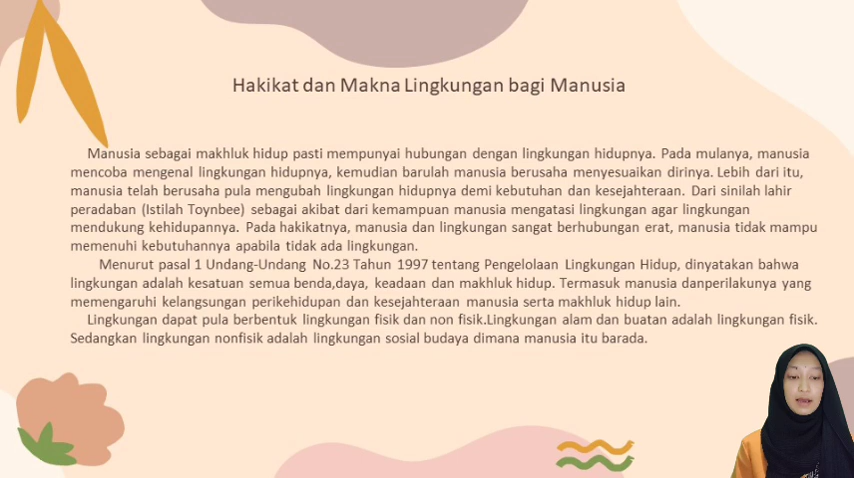 Hakikat dan Makna Lingkungan bagi Manusia
Manusia sebagai makhluk hidup pasti mempunyai hubungan dengan lingkungan hidupnya. Pada mulanya, manusia
mencoba mengenal lingkungan hidupnya, kemudian barulah manusia berusaha menyesuaikan dirinya. Lebih dari itu,
manusia telah berusaha pula mengubah lingkungan hidupnya demi kebutuhan dan kesejahteraan. Dari sinilah lahir
peradaban (Istilah Toynbee) sebagai akibat dari kemampuan manusia mengatasi lingkungan agar lingkungan
mendukung kehidupannya. Pada hakikatnya, manusia dan lingkungan sangat berhubungan erat, manusia tidak mampu
memenuhi kebutuhannya apabila tidak ada lingkungan.
Menurut pasal 1 Undang-Undang No.23 Tahun 1997 tentang Pengelolaan Lingkungan Hidup, dinyatakan bahwa
lingkungan adalah kesatuan semua benda,daya, keadaan dan makhluk hidup. Termasuk manusia danperilakunya yang
memengaruhi kelangsungan perikehidupan dan kesejahteraan manusia serta makhluk hidup lain.
Lingkungan dapat pula berbentuk lingkungan fisik dan non fisik.Lingkungan alam dan buatan adalah lingkungan fisik.
Sedangkan lingkungan nonfisik adalah lingkungan sosial budaya dimana manusia itu barada.